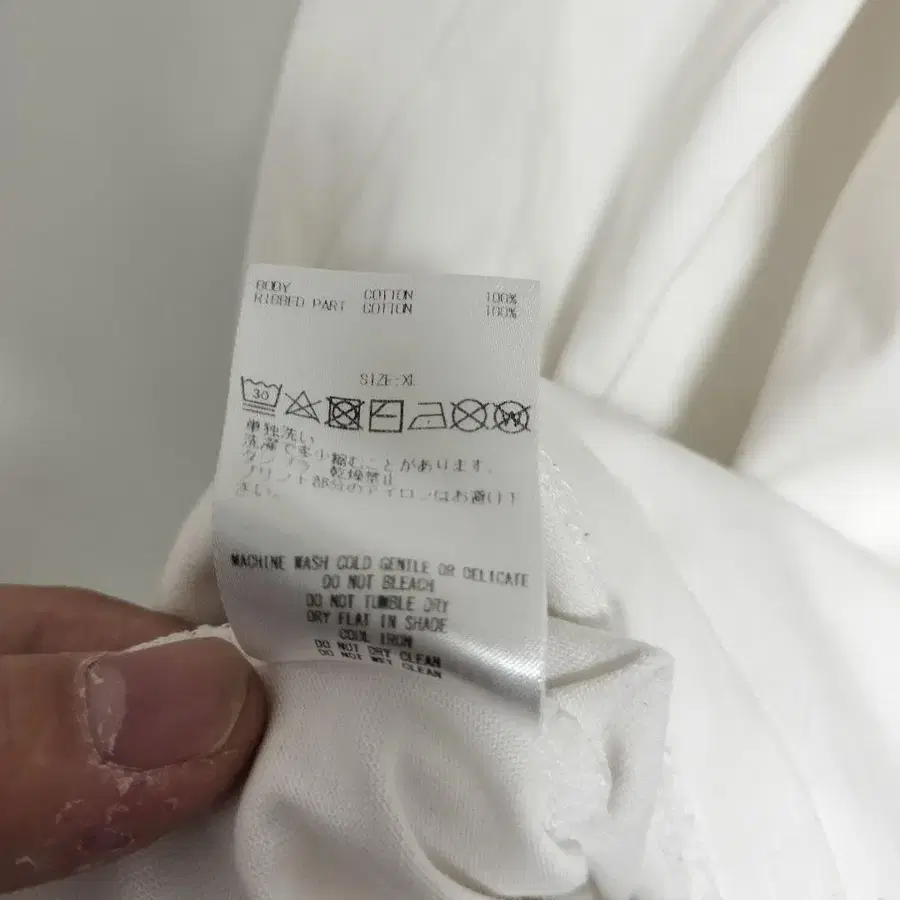 BODY COTTON 100%
RIBBED PART COTTON 100%
SIZE:XL
30 W
単独洗い
洗濯で多少縮むことがあります。
タンブラー乾燥禁止
プリント部分のアイロンはお避け下
さい。
MACHINE WASH COLD GENTLE OR DELICATE
DO NOT BLEACH
DO NOT TUMBLE DRY
DRY FLAT IN SHADE
COOL IRON
DO NOT DRY CLEAN
DO NOT WET CLEAN